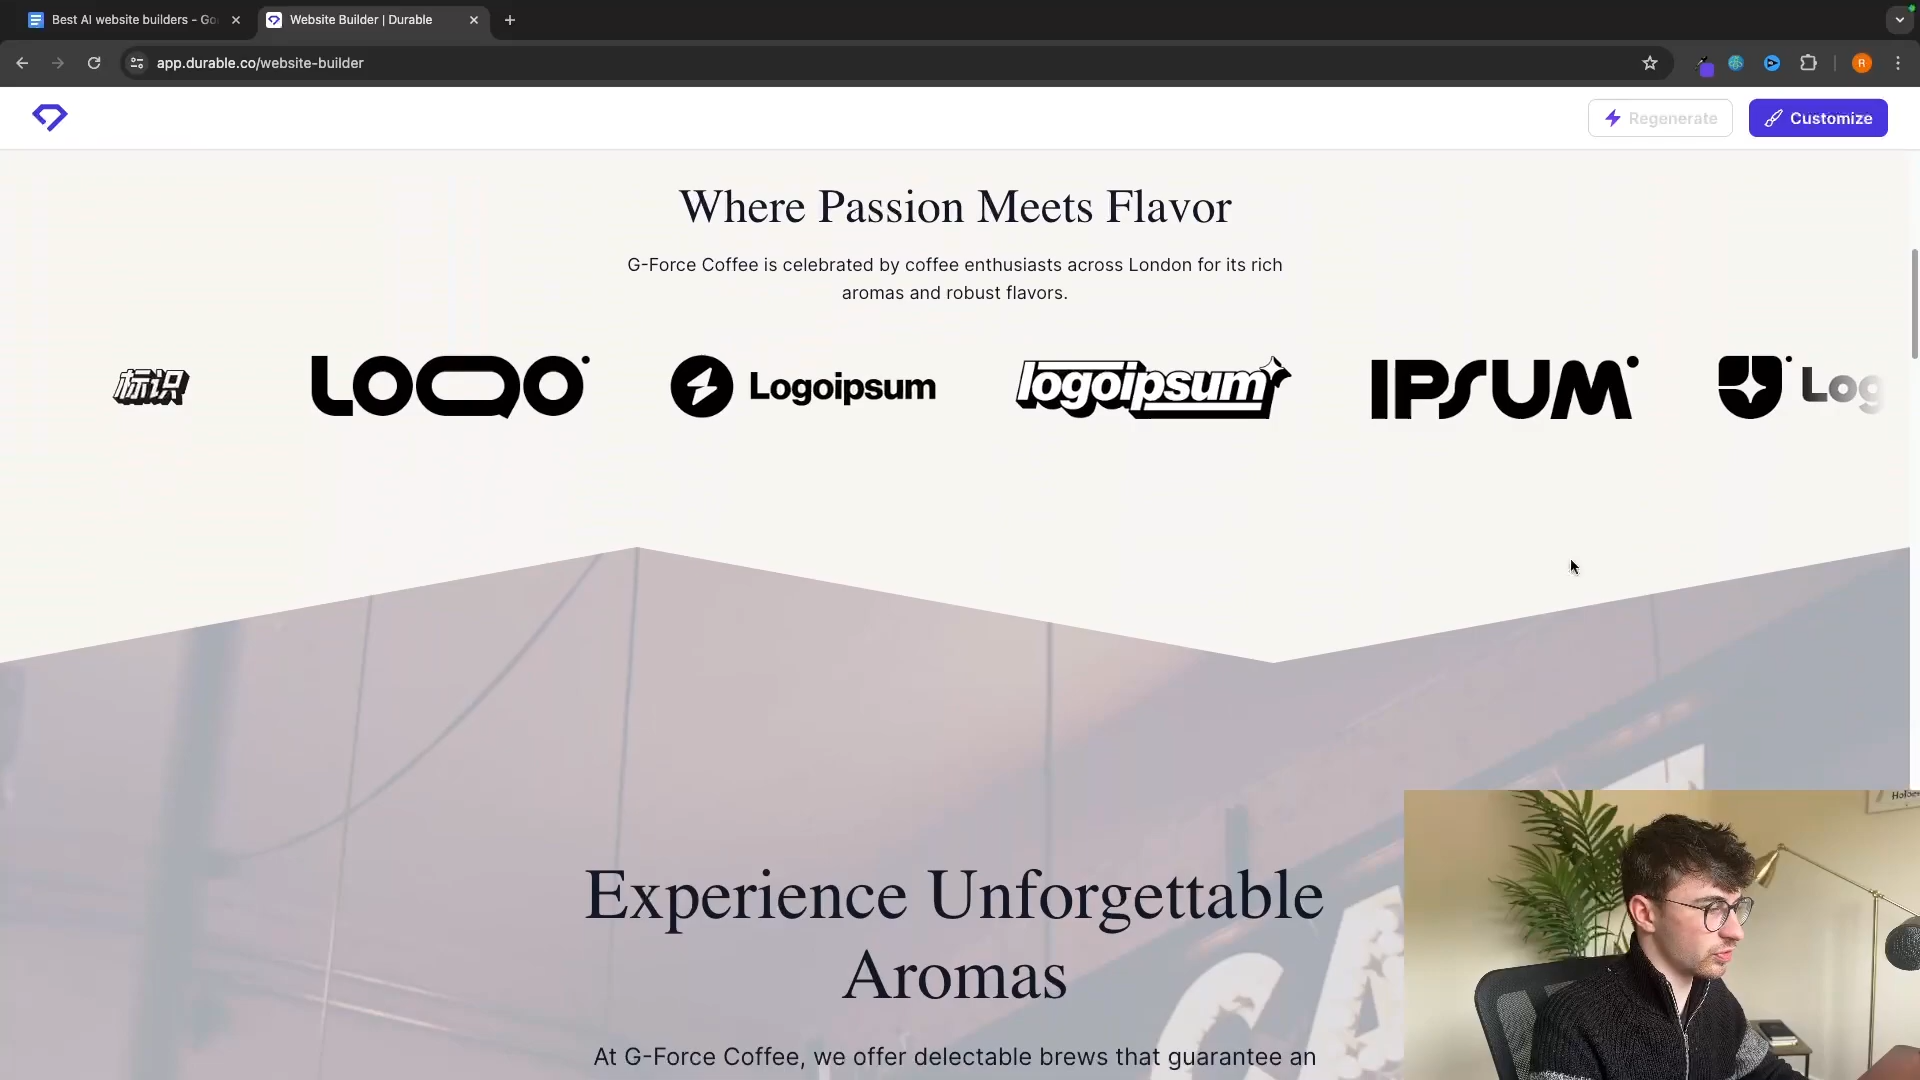 Best AI website builders - Go
Website Builder | Durable
app.durable.co/website-builder
R
Regenerate
Customize
Where Passion Meets Flavor
G-Force Coffee is celebrated by coffee enthusiasts across London for its rich
aromas and robust flavors.
标识
LOQO
Logoipsum
logoipsum
IPSUM
Log
Experience Unforgettable
Aromas
CA
At G-Force Coffee, we offer delectable brews that guarantee an